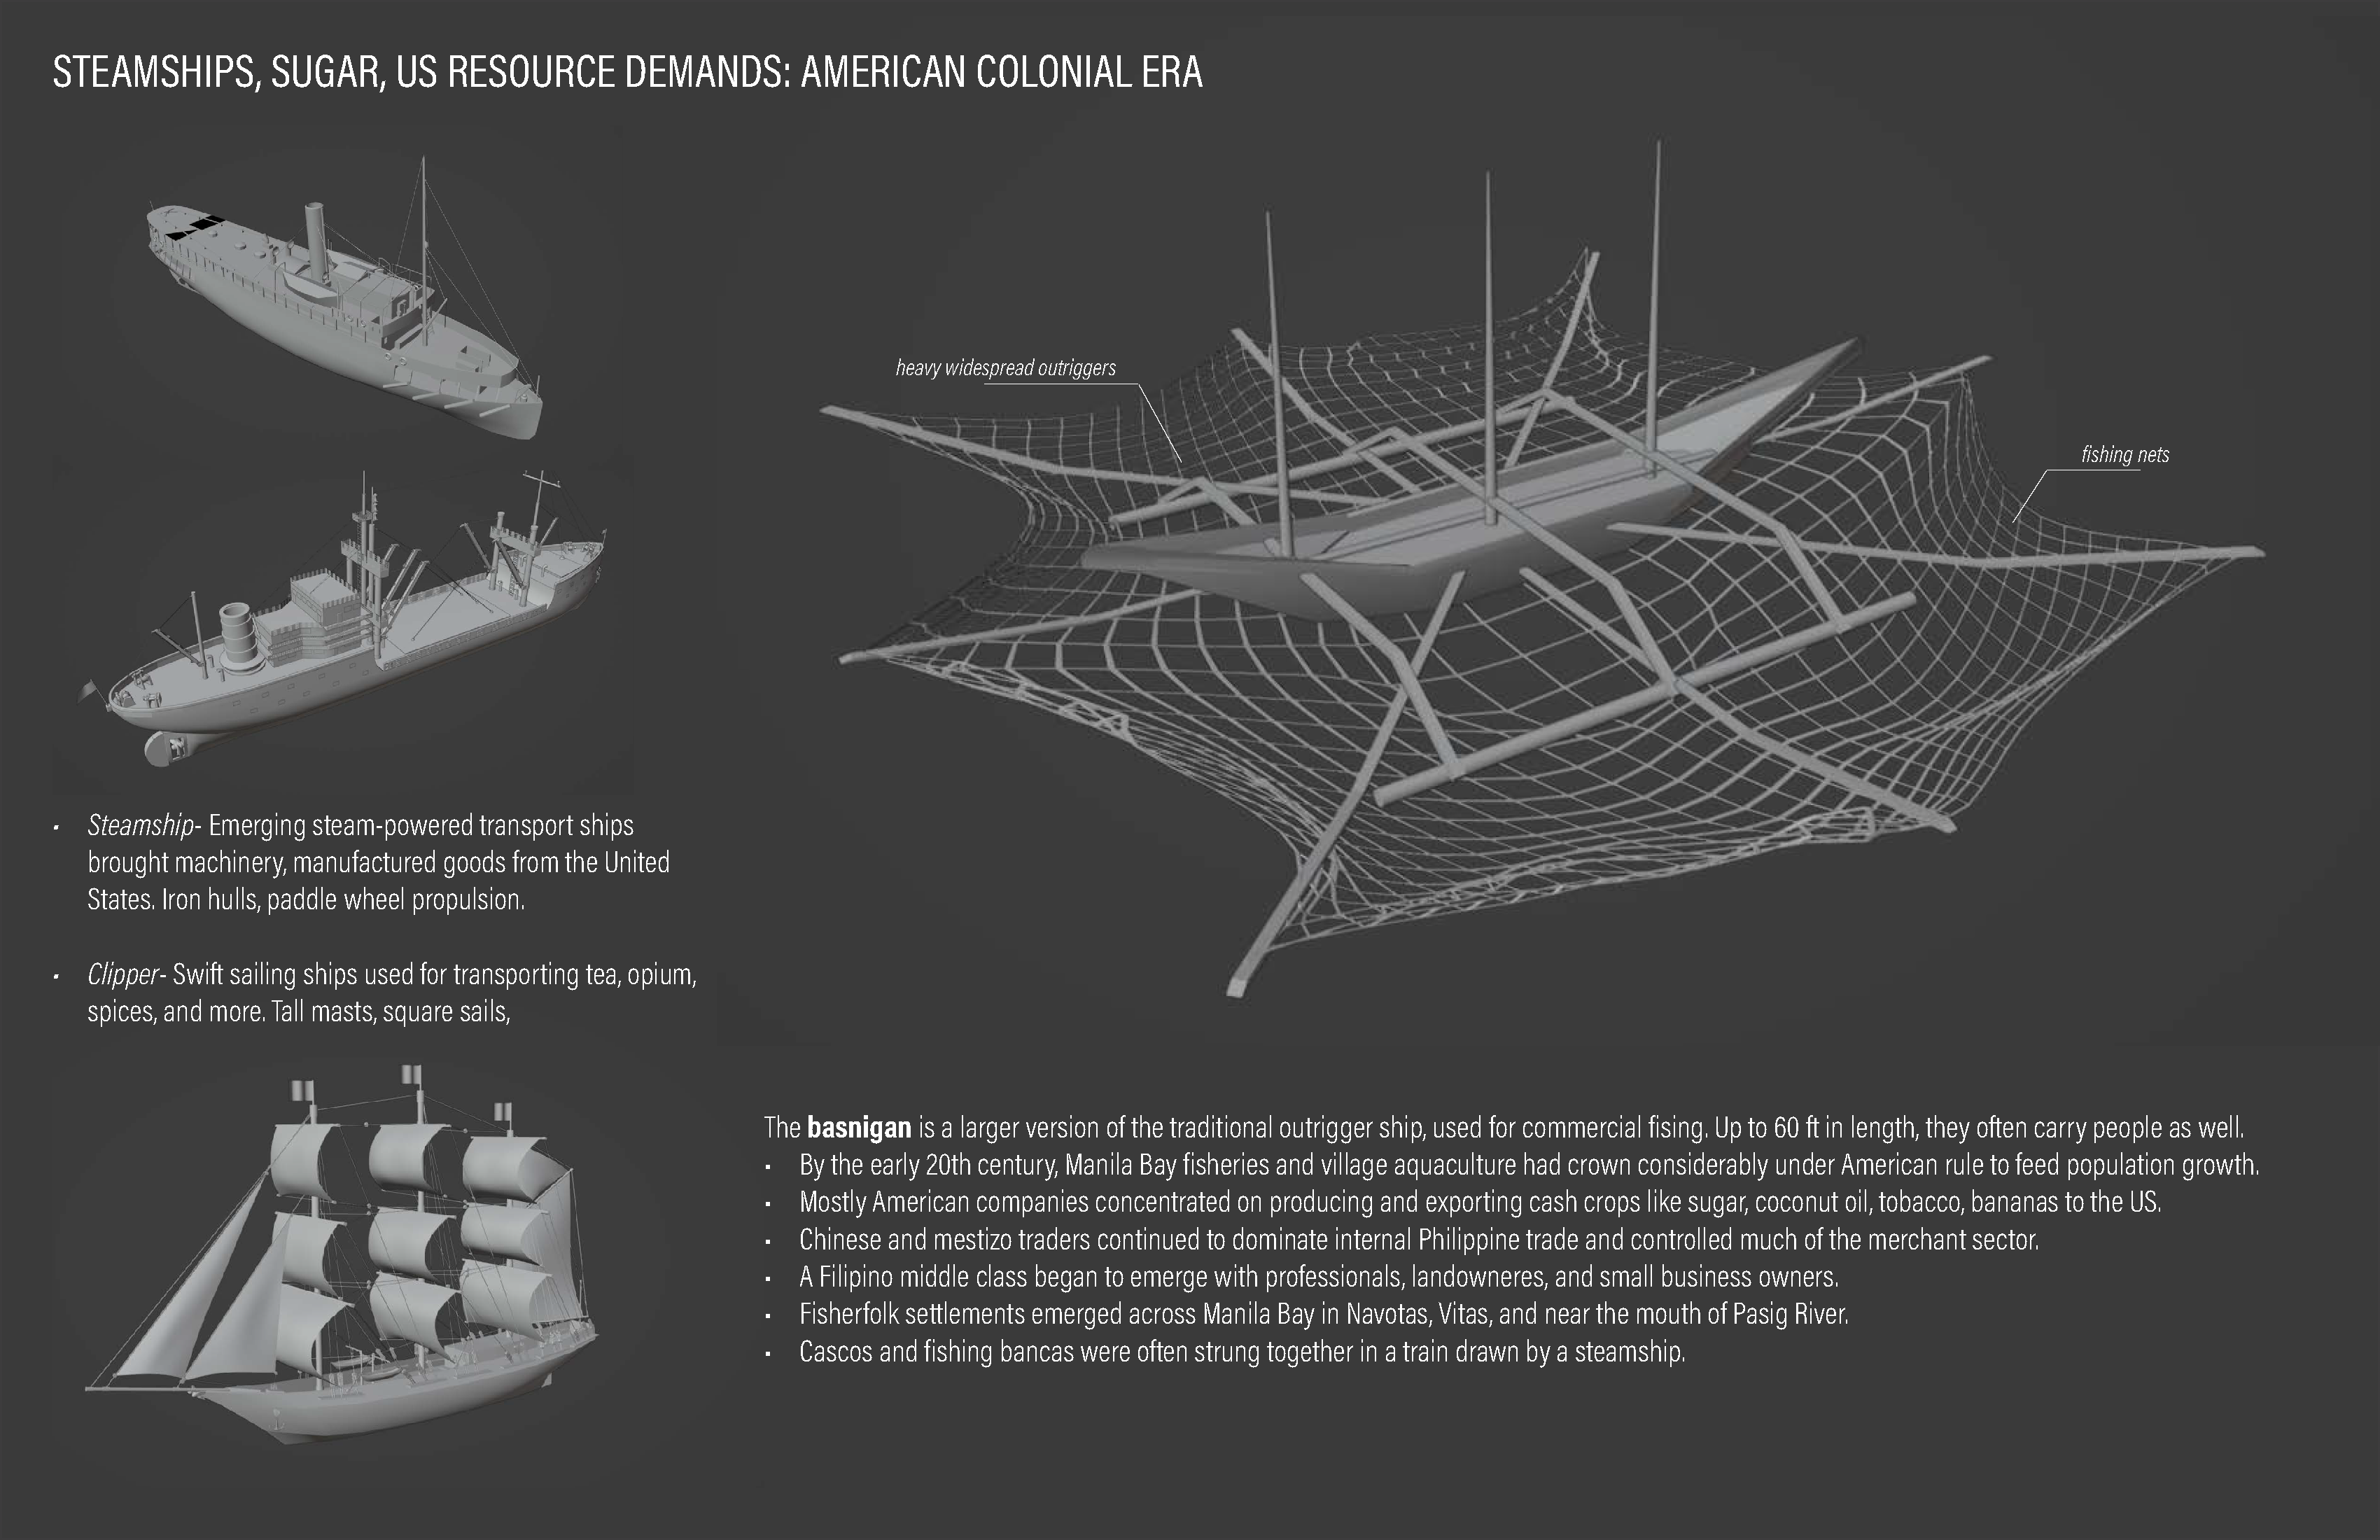 STEAMSHIPS, SUGAR, US RESOURCE DEMANDS: AMERICAN COLONIAL ERA
heavy widespread outriggers
fishing nets
• Steamship- Emerging steam-powered transport ships
brought machinery, manufactured goods from the United
States. Iron hulls, paddle wheel propulsion.
• Clipper- Swift sailing ships used for transporting tea, opium,
spices, and more. Tall masts, square sails,
The basnigan is a larger version of the traditional outrigger ship, used for commercial fising. Up to 60 ft in length, they often carry people as well.
• By the early 20th century, Manila Bay fisheries and village aquaculture had crown considerably under American rule to feed population growth.
• Mostly American companies concentrated on producing and exporting cash crops like sugar, coconut oil, tobacco, bananas to the US.
• Chinese and mestizo traders continued to dominate internal Philippine trade and controlled much of the merchant sector.
• A Filipino middle class began to emerge with professionals, landowneres, and small business owners.
• Fisherfolk settlements emerged across Manila Bay in Navotas, Vitas, and near the mouth of Pasig River.
• Cascos and fishing bancas were often strung together in a train drawn by a steamship.